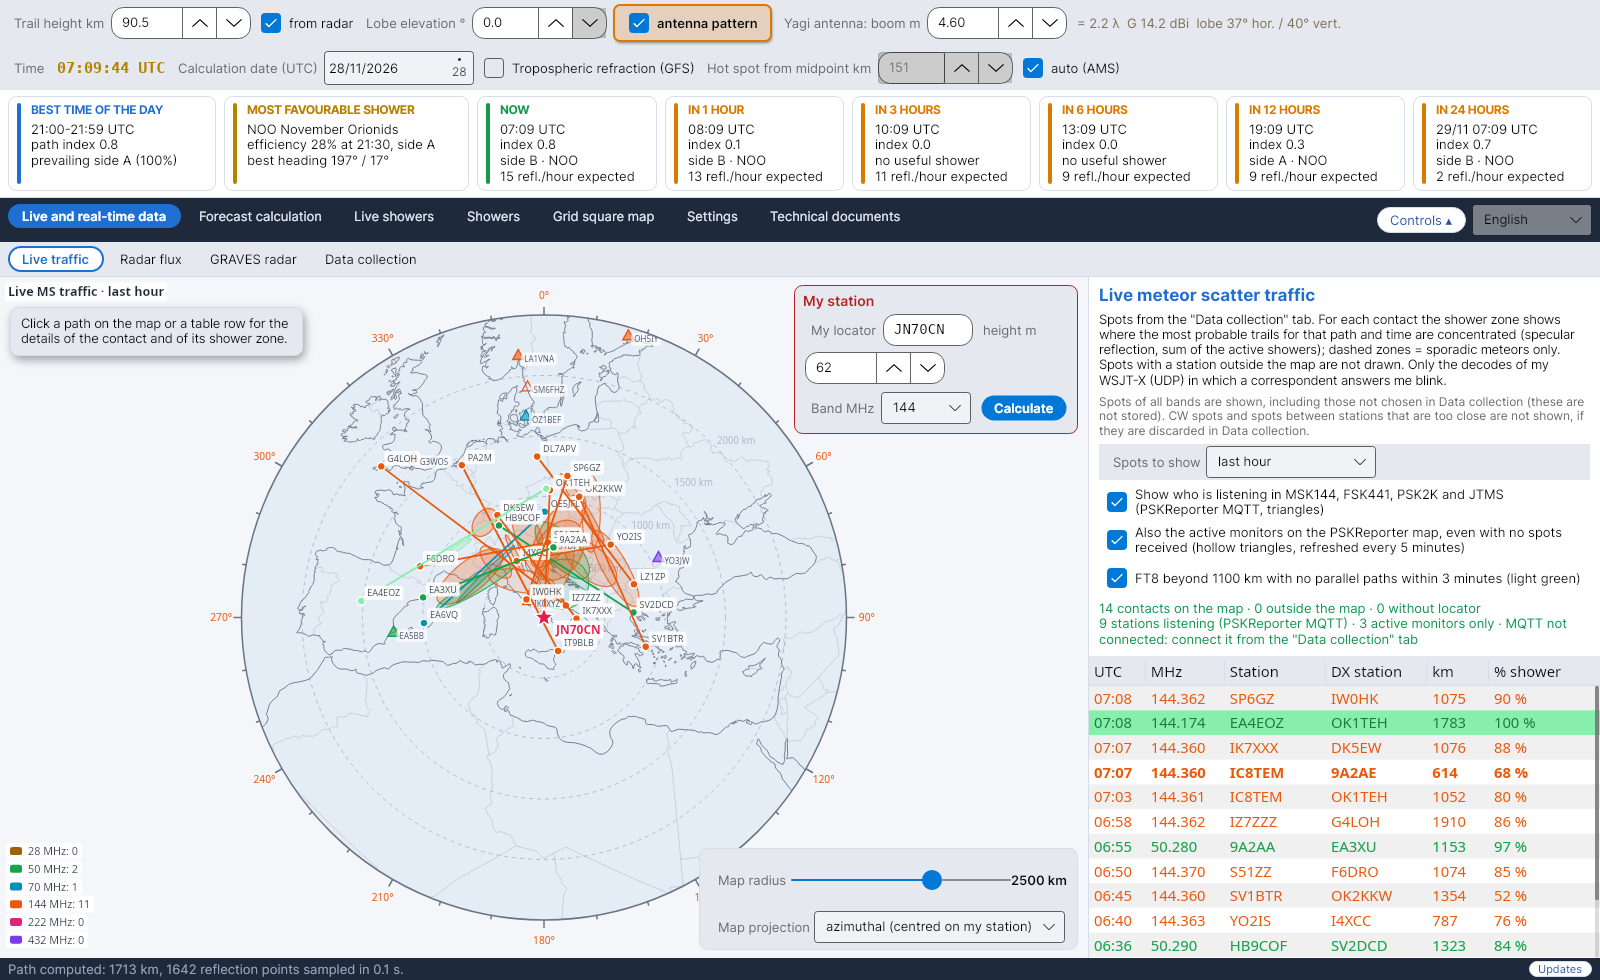 Trail height km 90.5 from radar Lobe elevation ° 0.0 antenna pattern Yagi antenna: boom m 4.60 = 2.2 λ G 14.2 dBi lobe 37° hor. / 40° vert.
Time 07:09:44 UTC Calculation date (UTC) 28/11/2026 28 Tropospheric refraction (GFS) Hot spot from midpoint km 151 auto (AMS)
BEST TIME OF THE DAY
21:00-21:59 UTC
path index 0.8
prevailing side A (100%)
MOST FAVOURABLE SHOWER
NOO November Orionids
efficiency 28% at 21:30, side A
best heading 197° / 17°
NOW
07:09 UTC
index 0.8
side B · NOO
15 refl./hour expected
IN 1 HOUR
08:09 UTC
index 0.1
side B · NOO
13 refl./hour expected
IN 3 HOURS
10:09 UTC
index 0.0
no useful shower
11 refl./hour expected
IN 6 HOURS
13:09 UTC
index 0.0
no useful shower
9 refl./hour expected
IN 12 HOURS
19:09 UTC
index 0.3
side A · NOO
9 refl./hour expected
IN 24 HOURS
29/11 07:09 UTC
index 0.7
side B · NOO
2 refl./hour expected
Live and real-time data Forecast calculation Live showers Showers Grid square map Settings Technical documents Controls ▴ English
Live traffic Radar flux GRAVES radar Data collection
Live MS traffic · last hour
Click a path on the map or a table row for the
details of the contact and of its shower zone.
My station
My locator JN70CN height m
62
Band MHz 144 Calculate
0°
330°
30°
300°
60°
270°
90°
240°
120°
210°
180°
OH5IY
LA1VNA
SM6FHZ
OZ1BEF
2000 km
1500 km
1000 km
DL7APV
G4LOH
G3WOS
PA2M
SP6GZ
OK1TEH
OK2KKW
DK5EW
HB9COF
9A2AA
YO2IS
YO3JW
F6DRO
LZ1ZP
EA4EOZ
EA3XU
EA6VQ
EA5BB
IW0HK
IZ7ZZZ
IK7XXX
SV2DCD
JN70CN
IT9BLB
SV1BTR
28 MHz: 0
50 MHz: 2
70 MHz: 1
144 MHz: 11
222 MHz: 0
432 MHz: 0
Map radius 2500 km
Map projection azimuthal (centred on my station)
Live meteor scatter traffic
Spots from the "Data collection" tab. For each contact the shower zone shows
where the most probable trails for that path and time are concentrated (specular
reflection, sum of the active showers); dashed zones = sporadic meteors only.
Spots with a station outside the map are not drawn. Only the decodes of my
WSJT-X (UDP) in which a correspondent answers me blink.
Spots of all bands are shown, including those not chosen in Data collection (these are
not stored). CW spots and spots between stations that are too close are not shown, if
they are discarded in Data collection.
Spots to show last hour
Show who is listening in MSK144, FSK441, PSK2K and JTMS
(PSKReporter MQTT, triangles)
Also the active monitors on the PSKReporter map, even with no spots
received (hollow triangles, refreshed every 5 minutes)
FT8 beyond 1100 km with no parallel paths within 3 minutes (light green)
14 contacts on the map · 0 outside the map · 0 without locator
9 stations listening (PSKReporter MQTT) · 3 active monitors only · MQTT not
connected: connect it from the "Data collection" tab
UTC MHz Station DX station km % shower
07:08 144.362 SP6GZ IW0HK 1075 90 %
07:08 144.174 EA4EOZ OK1TEH 1783 100 %
07:07 144.360 IK7XXX DK5EW 1076 88 %
07:07 144.360 IC8TEM 9A2AE 614 68 %
07:03 144.361 IC8TEM OK1TEH 1052 80 %
06:58 144.362 IZ7ZZZ G4LOH 1910 86 %
06:55 50.280 9A2AA EA3XU 1153 97 %
06:50 144.370 S51ZZ F6DRO 1074 85 %
06:45 144.360 SV1BTR OK2KKW 1354 52 %
06:40 144.363 YO2IS I4XCC 787 76 %
06:36 50.290 HB9COF SV2DCD 1323 84 %
Path computed: 1713 km, 1642 reflection points sampled in 0.1 s. Updates